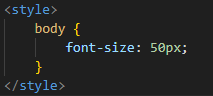 <style>
    body {
        font-size: 50px;
    }
</style>